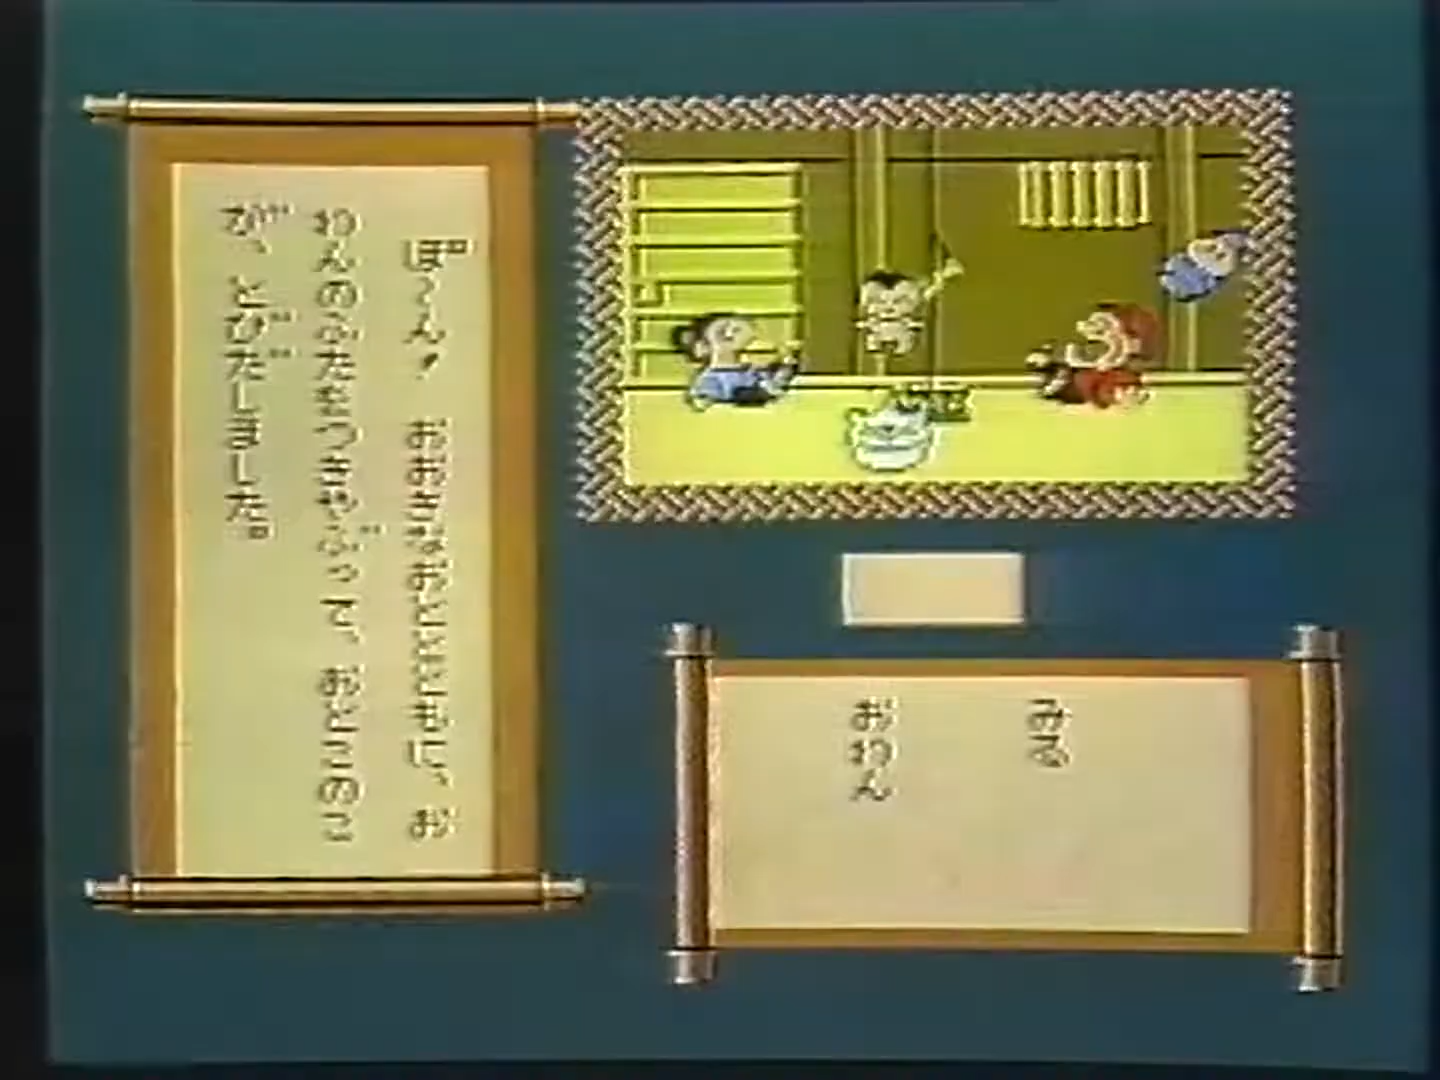 ぼ〜ん! おおきなおととともに、お
わんのふたをつきやぶって、おとこのこ
が、とびだしました。
みる
おわん